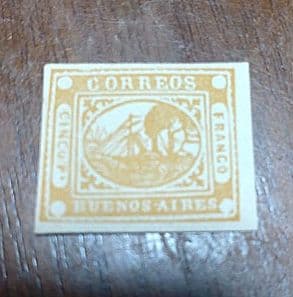 CORREOS
CINCO Ps
FRANCO
BUENOS-AIRES